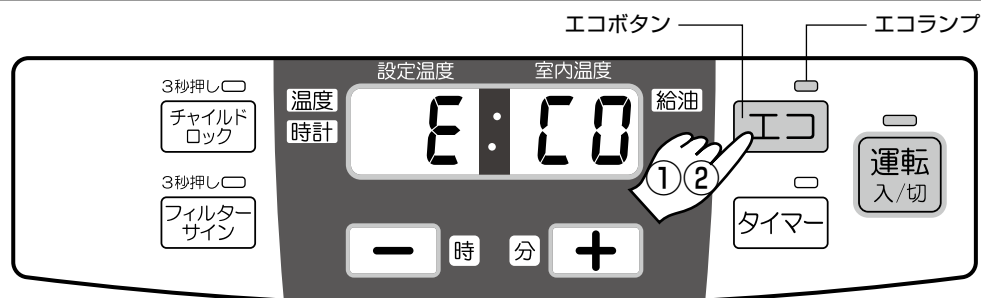 エコボタン
エコランプ
設定温度 室内温度
3秒押し
チャイルド
ロック
温度
時計
E:CO
給油
エコ
①②
運転
入/切
3秒押し
フィルター
サイン
− 時 分 +
タイマー